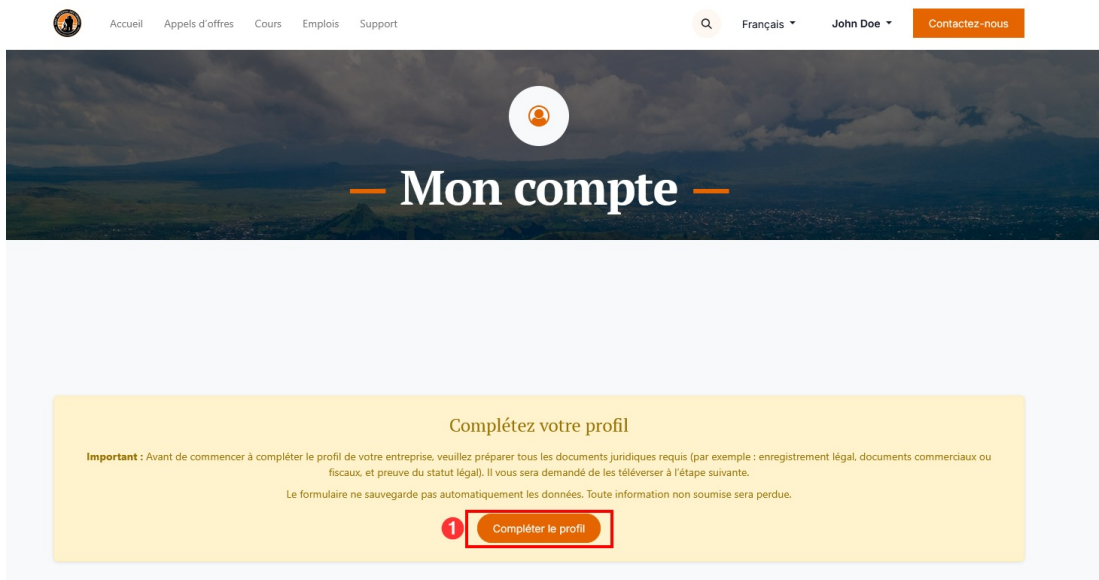 Accueil Appels d'offres Cours Emplois Support Français John Doe Contactez-nous
— Mon compte —
Complétez votre profil
Important : Avant de commencer à compléter le profil de votre entreprise, veuillez préparer tous les documents juridiques requis (par exemple : enregistrement légal, documents commerciaux ou
fiscaux, et preuve du statut légal). Il vous sera demandé de les téléverser à l'étape suivante.
Le formulaire ne sauvegarde pas automatiquement les données. Toute information non soumise sera perdue.
1 Compléter le profil